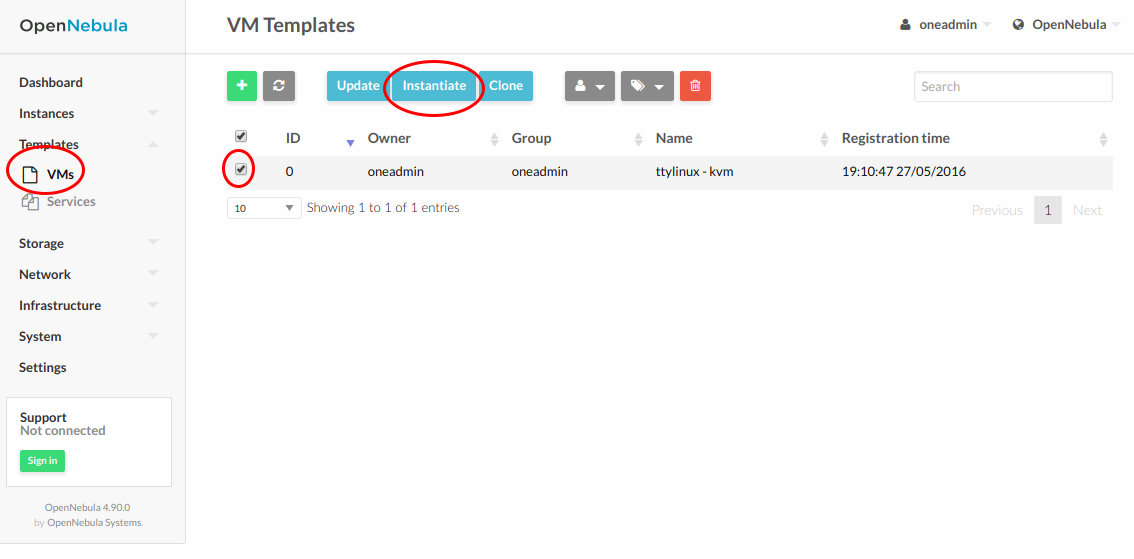 OpenNebula
VM Templates
oneadmin
OpenNebula
Dashboard
Instances
Templates
VMs
Services
Storage
Network
Infrastructure
System
Settings
Support
Not connected
Sign in
OpenNebula 4.90.0
by OpenNebula Systems.
+
Update
Instantiate
Clone
Search
ID Owner Group Name Registration time
0 oneadmin oneadmin ttylinux - kvm 19:10:47 27/05/2016
10 Showing 1 to 1 of 1 entries
Previous 1 Next